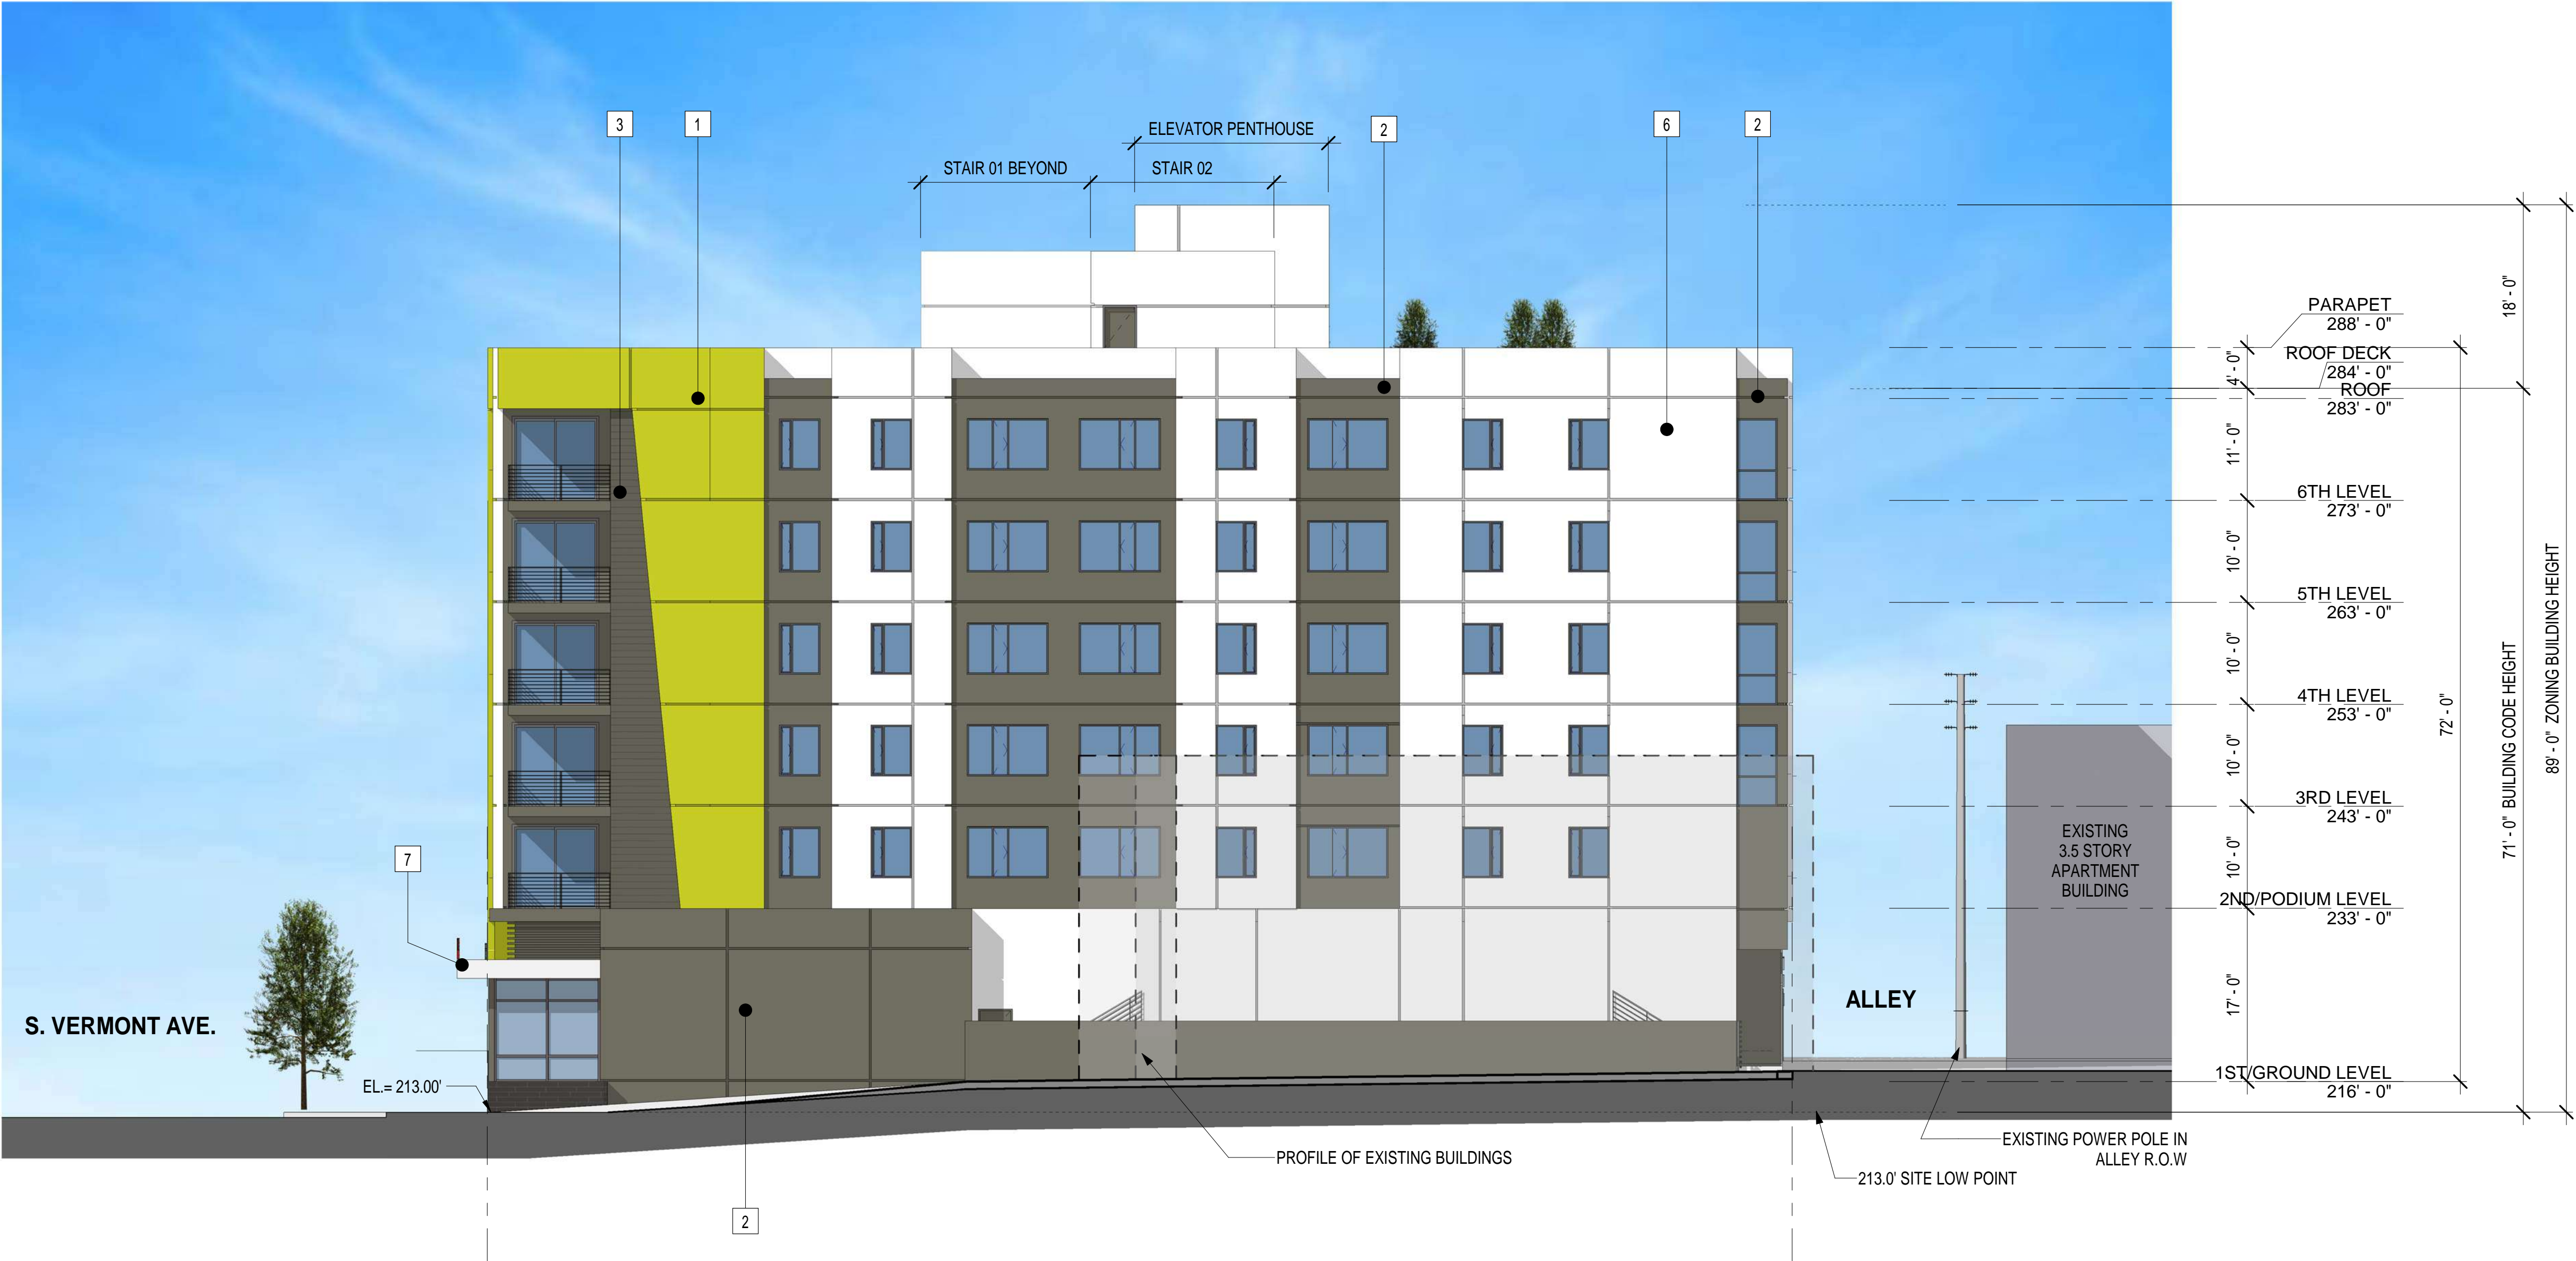 3
1
ELEVATOR PENTHOUSE
2
6
2
STAIR 01 BEYOND
STAIR 02
PARAPET
288' - 0"
18' - 0"
ROOF DECK
284' - 0"
4' - 0"
ROOF
283' - 0"
11' - 0"
6TH LEVEL
273' - 0"
10' - 0"
5TH LEVEL
263' - 0"
10' - 0"
4TH LEVEL
253' - 0"
10' - 0"
3RD LEVEL
243' - 0"
10' - 0"
2ND/PODIUM LEVEL
233' - 0"
17' - 0"
1ST/GROUND LEVEL
216' - 0"
72' - 0"
71' - 0" BUILDING CODE HEIGHT
89' - 0" ZONING BUILDING HEIGHT
EXISTING
3.5 STORY
APARTMENT
BUILDING
7
S. VERMONT AVE.
ALLEY
EL.= 213.00'
PROFILE OF EXISTING BUILDINGS
EXISTING POWER POLE IN
ALLEY R.O.W
213.0' SITE LOW POINT
2